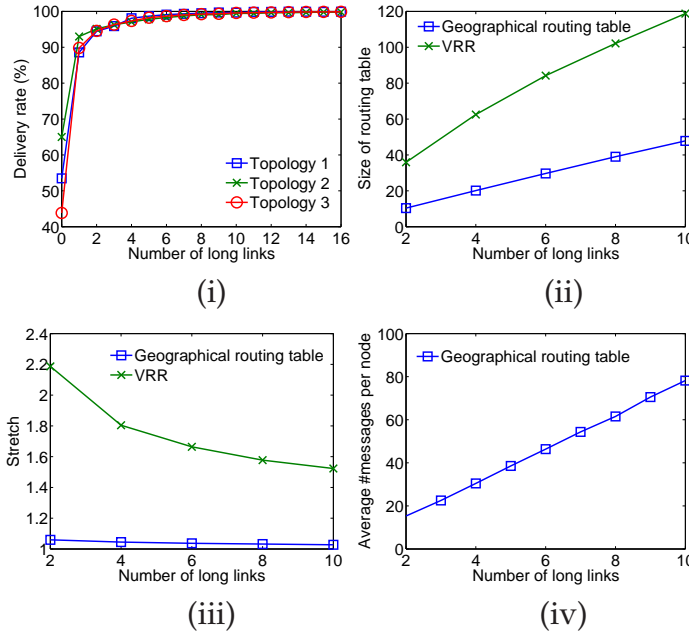 100
90
80
70
60
50
40
Delivery rate (%)
Topology 1
Topology 2
Topology 3
0 2 4 6 8 10 12 14 16
Number of long links
(i)
120
100
80
60
40
20
0
Size of routing table
Geographical routing table
VRR
2 4 6 8 10
Number of long links
(ii)
2.4
2.2
2
1.8
1.6
1.4
1.2
1
Stretch
Geographical routing table
VRR
2 4 6 8 10
Number of long links
(iii)
100
80
60
40
20
0
Average #messages per node
Geographical routing table
2 4 6 8 10
Number of long links
(iv)